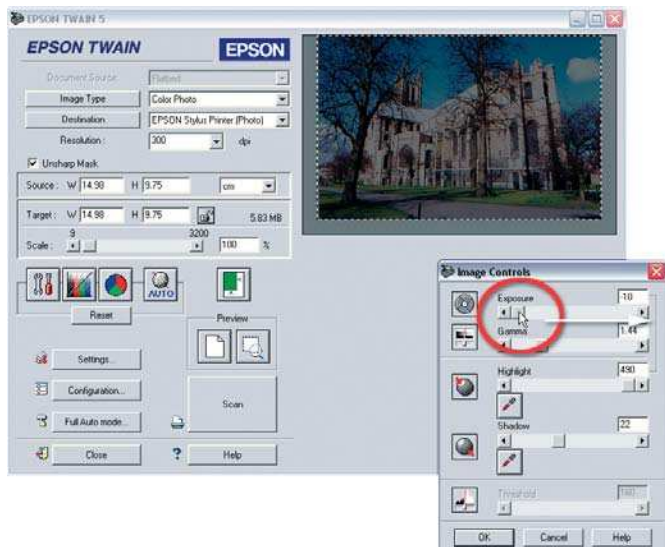 EPSON TWAIN 5
EPSON TWAIN
EPSON
Document Source
Flatbed
Image Type
Color Photo
Destination
EPSON Stylus Printer (Photo)
Resolution :
300
dpi
Unsharp Mask
Source : W 14.98 H 9.75 cm
Target : W 14.98 H 9.75 5.83 MB
9 3200
Scale : 100 %
AUTO
Reset
Preview
Settings...
Configuration...
Full Auto mode...
Scan
Close
Help
Image Controls
Exposure -10
Gamma 1.44
Highlight 490
Shadow 22
Threshold 160
OK Cancel Help